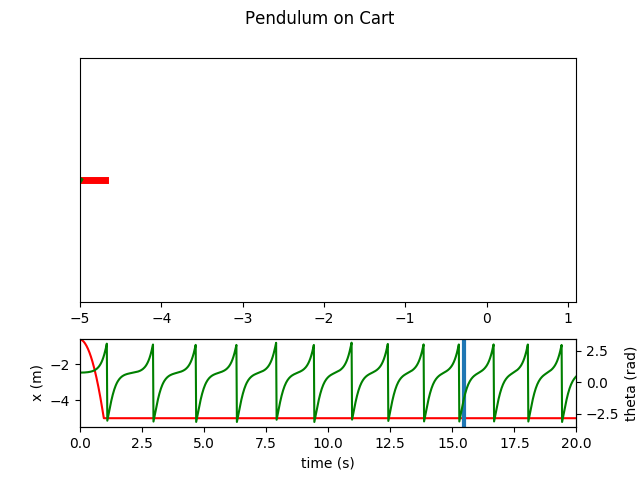 Pendulum on Cart
−5 −4 −3 −2 −1 0 1
x (m)
−2
−4
2.5
0.0
−2.5
theta (rad)
0.0 2.5 5.0 7.5 10.0 12.5 15.0 17.5 20.0
time (s)